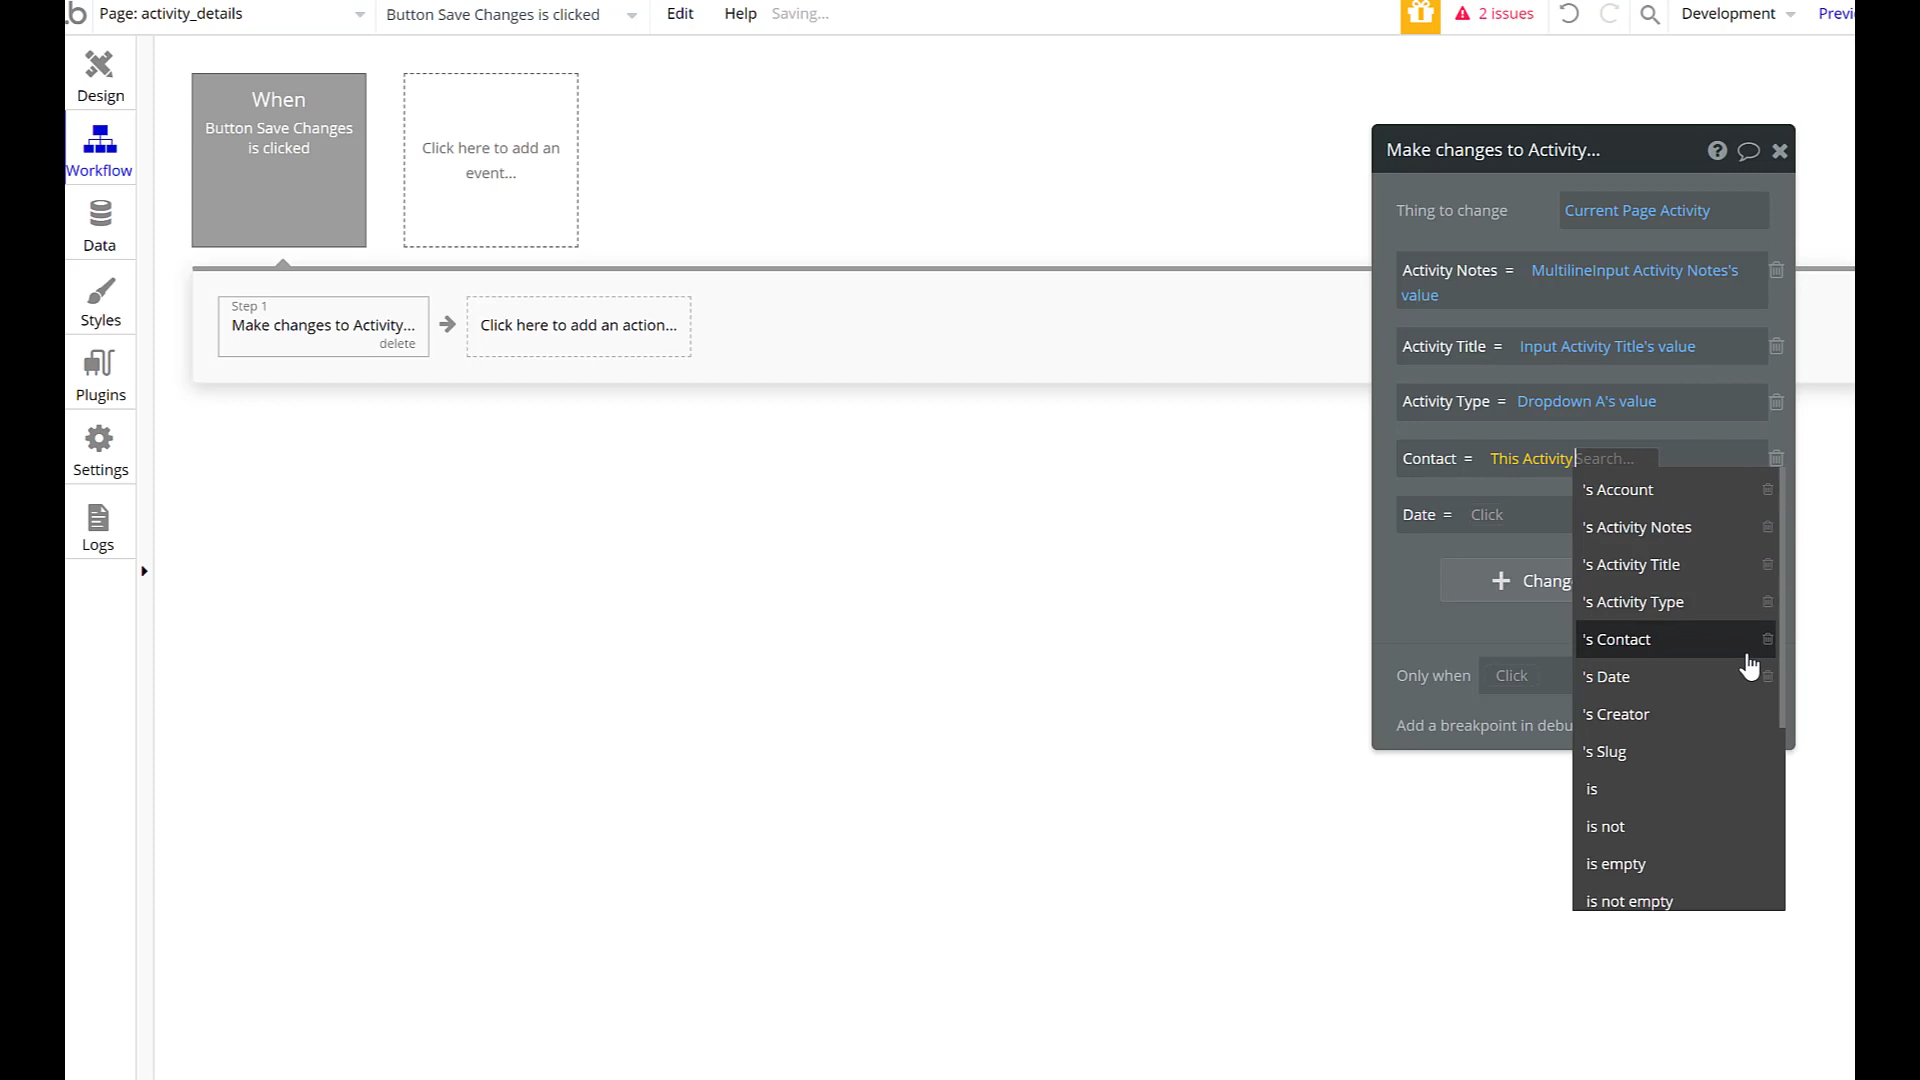 .b
Page: activity_details
Button Save Changes is clicked
Edit
Help
Saving...
2 issues
Development
Previ
Design
Workflow
Data
Styles
Plugins
Settings
Logs
When
Button Save Changes
is clicked
Click here to add an
event...
Step 1
Make changes to Activity...
delete
Click here to add an action...
Make changes to Activity...
Thing to change
Current Page Activity
Activity Notes = MultilineInput Activity Notes's
value
Activity Title = Input Activity Title's value
Activity Type = Dropdown A's value
Contact = This Activity Search...
Date = Click
Chang
Only when Click
Add a breakpoint in debu
's Account
's Activity Notes
's Activity Title
's Activity Type
's Contact
's Date
's Creator
's Slug
is
is not
is empty
is not empty